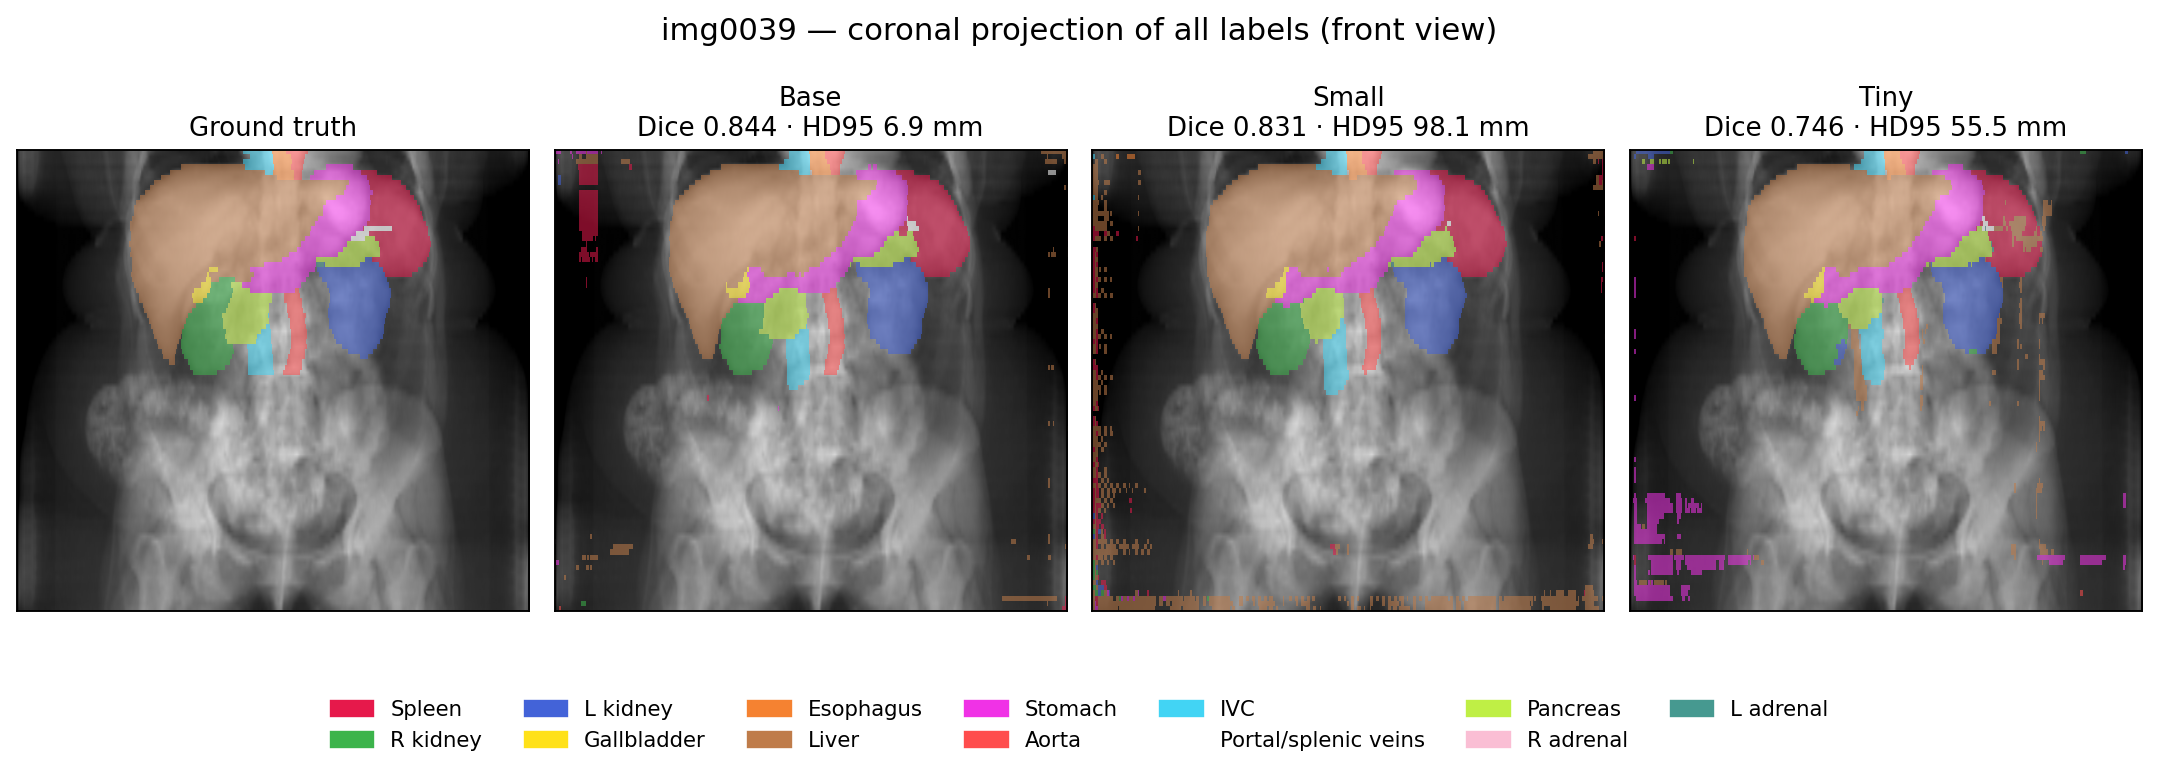 img0039 — coronal projection of all labels (front view)
Ground truth
Base
Dice 0.844 · HD95 6.9 mm
Small
Dice 0.831 · HD95 98.1 mm
Tiny
Dice 0.746 · HD95 55.5 mm
Spleen
R kidney
L kidney
Gallbladder
Esophagus
Liver
Stomach
Aorta
IVC
Portal/splenic veins
Pancreas
R adrenal
L adrenal